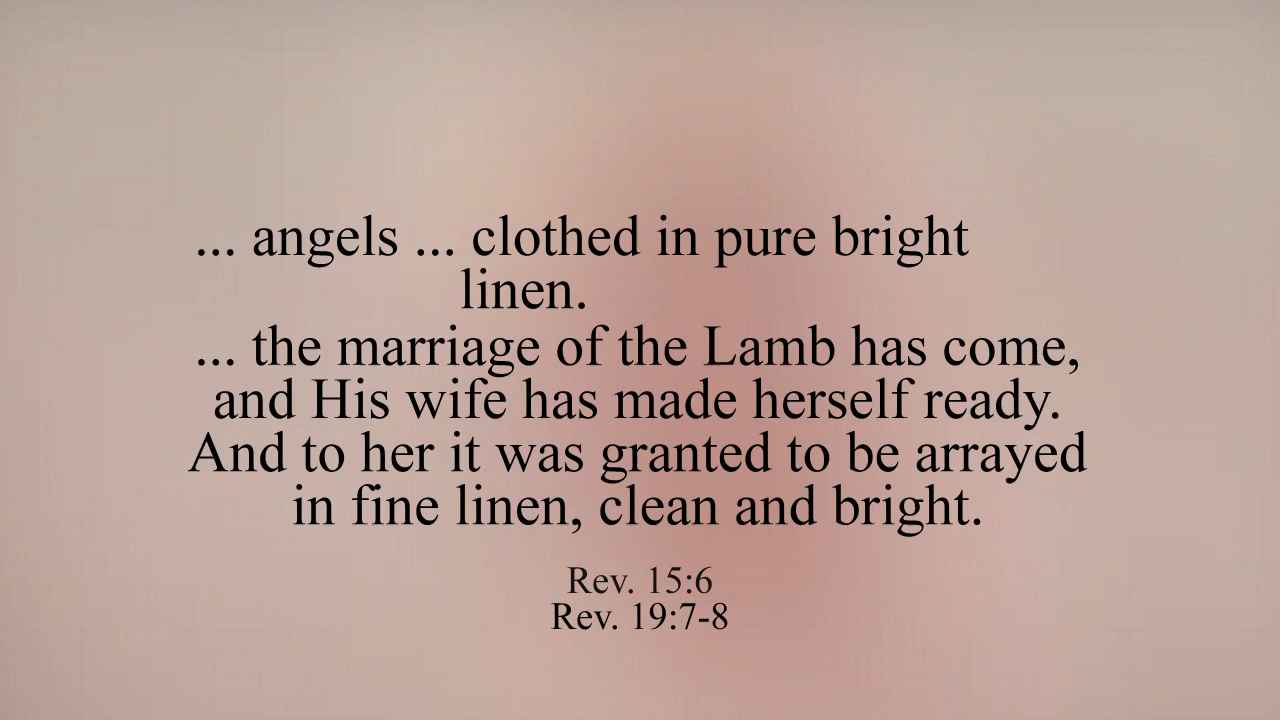 ... angels ... clothed in pure bright
linen.
... the marriage of the Lamb has come,
and His wife has made herself ready.
And to her it was granted to be arrayed
in fine linen, clean and bright.
Rev. 15:6
Rev. 19:7-8